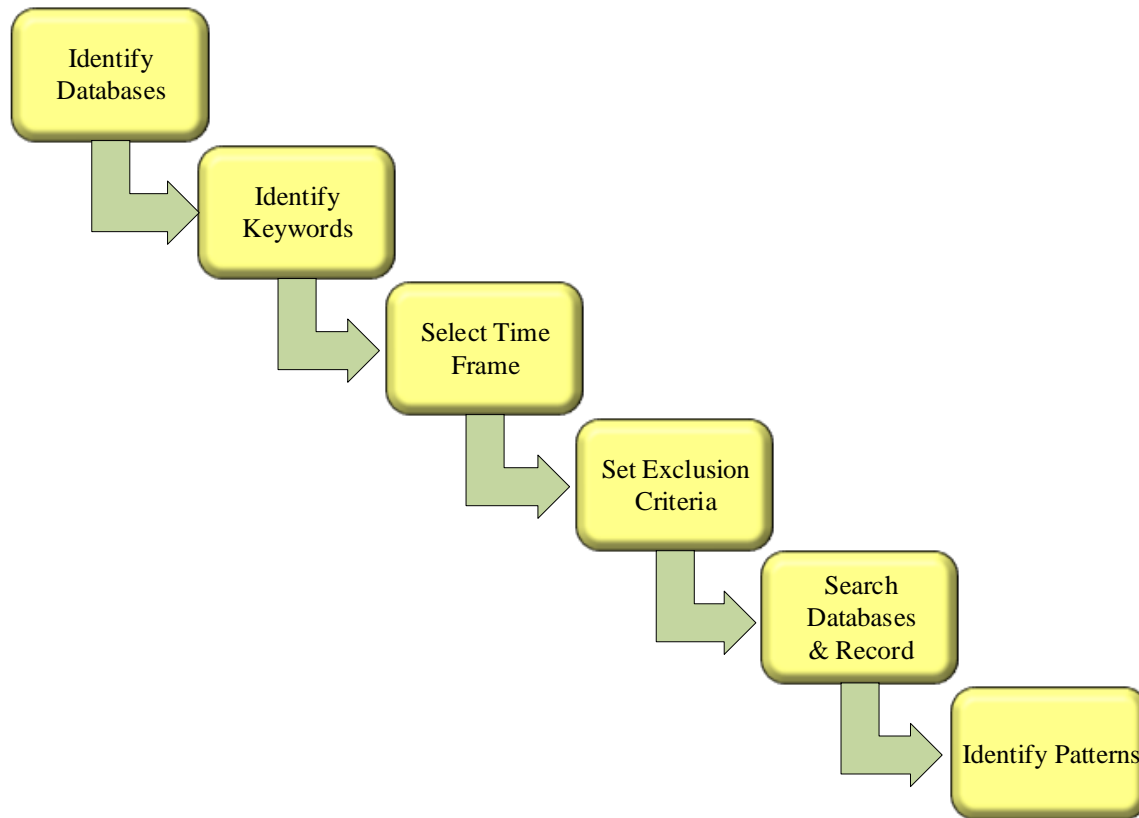 Identify
Databases
Identify
Keywords
Select Time
Frame
Set Exclusion
Criteria
Search
Databases
& Record
Identify Patterns